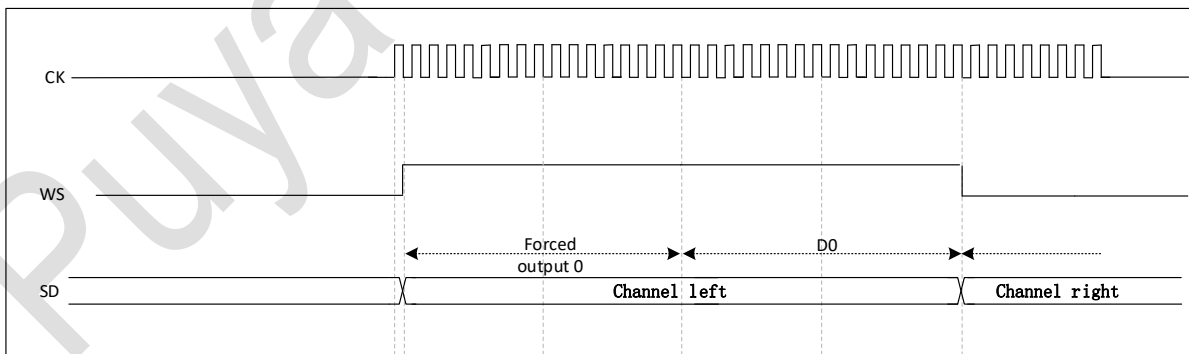 Puya
CK
WS
Forced
output 0
D0
SD
Channel left
Channel right